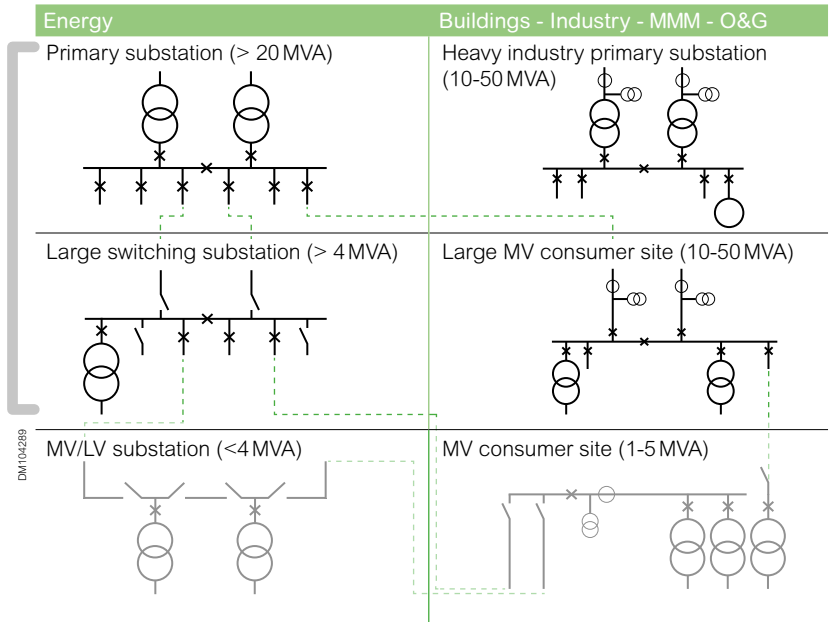 Energy
Buildings - Industry - MMM - O&G
Primary substation (> 20 MVA)
Heavy industry primary substation
(10-50 MVA)
Large switching substation (> 4 MVA)
Large MV consumer site (10-50 MVA)
DM104289
MV/LV substation (<4 MVA)
MV consumer site (1-5 MVA)